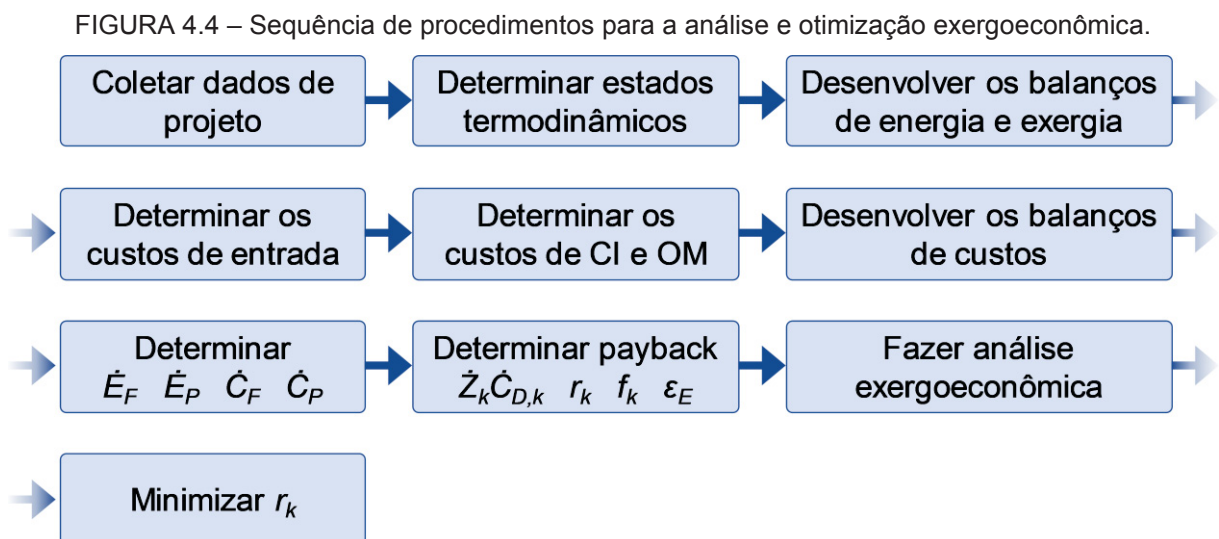 FIGURA 4.4 – Sequência de procedimentos para a análise e otimização exergoeconômica.
Coletar dados de
projeto
Determinar estados
termodinâmicos
Desenvolver os balanços
de energia e exergia
Determinar os
custos de entrada
Determinar os
custos de CI e OM
Desenvolver os balanços
de custos
Determinar
Ė_F Ė_P Ċ_F Ċ_P
Determinar payback
Ż_kĊ_{D,k} r_k f_k ε_E
Fazer análise
exergoeconômica
Minimizar r_k